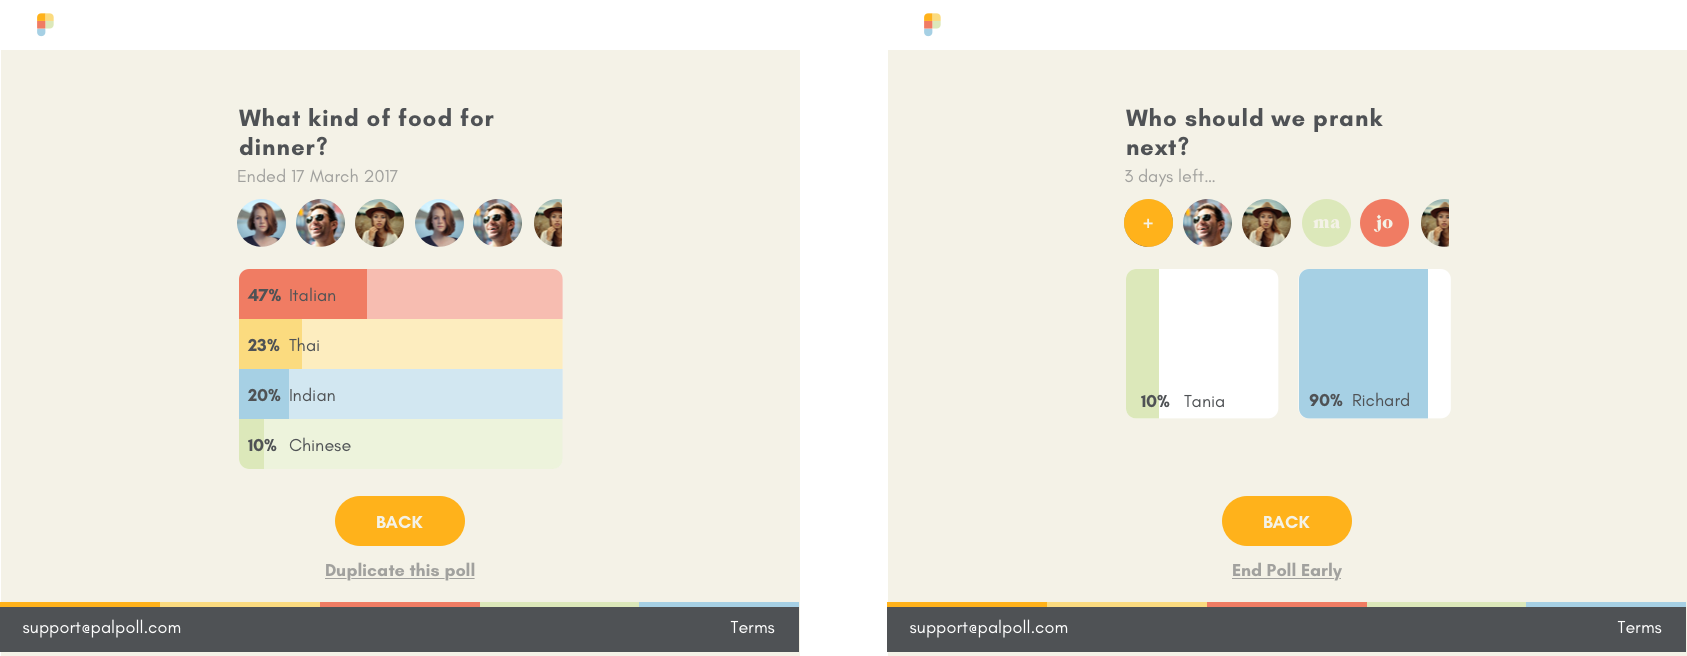 What kind of food for
dinner?
Ended 17 March 2017
47% Italian
23% Thai
20% Indian
10% Chinese
BACK
Duplicate this poll
support@palpoll.com
Terms
Who should we prank
next?
3 days left...
+
ma
jo
10% Tania
90% Richard
BACK
End Poll Early
support@palpoll.com
Terms